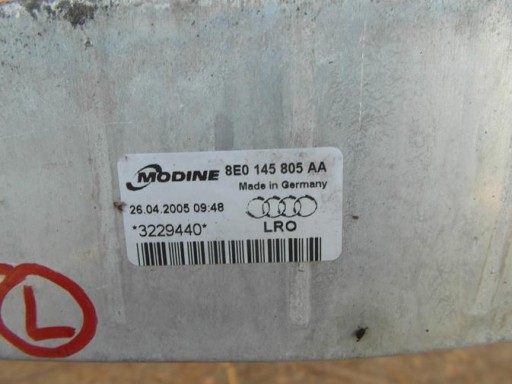 MODINE 8E0 145 805 AA
Made in Germany
26.04.2005 09:48
*3229440* LRO
L